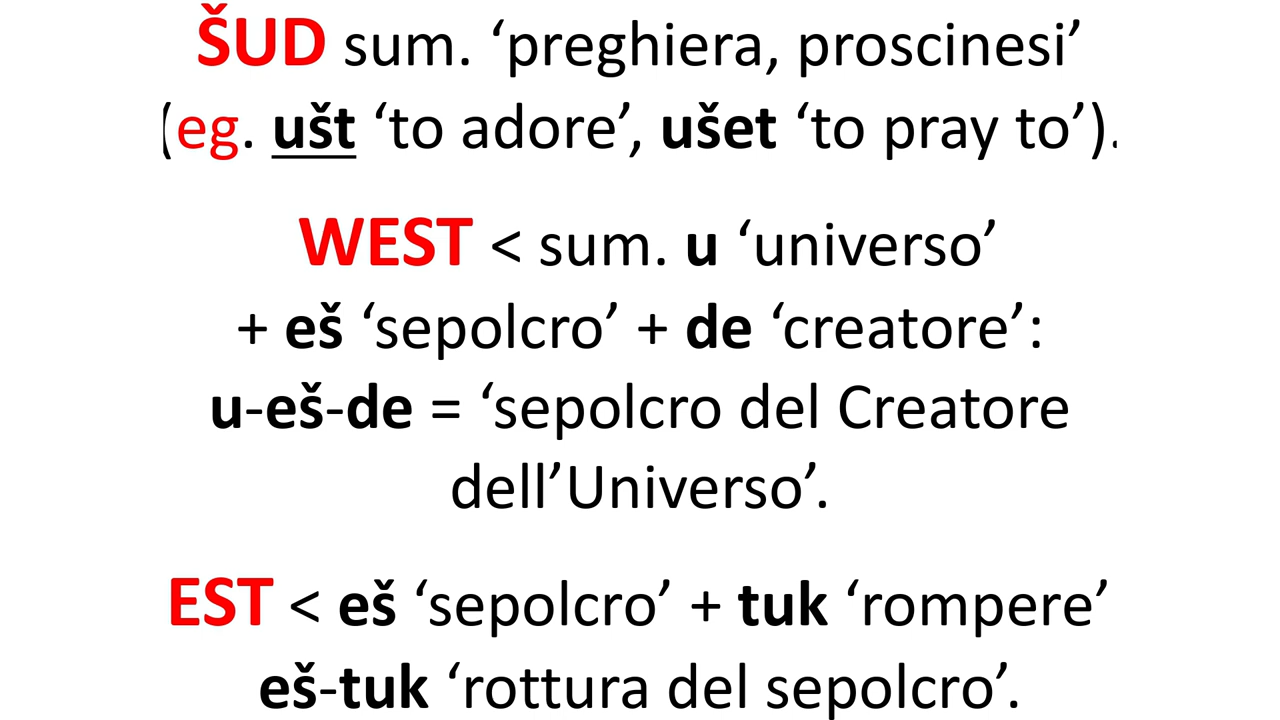 ŠUD sum. ‘preghiera, proscinesi’
(eg. ušt ‘to adore’, ušet ‘to pray to’).
WEST < sum. u ‘universo’
+ eš ‘sepolcro’ + de ‘creatore’:
u-eš-de = ‘sepolcro del Creatore
dell’Universo’.
EST < eš ‘sepolcro’ + tuk ‘rompere’
eš-tuk ‘rottura del sepolcro’.